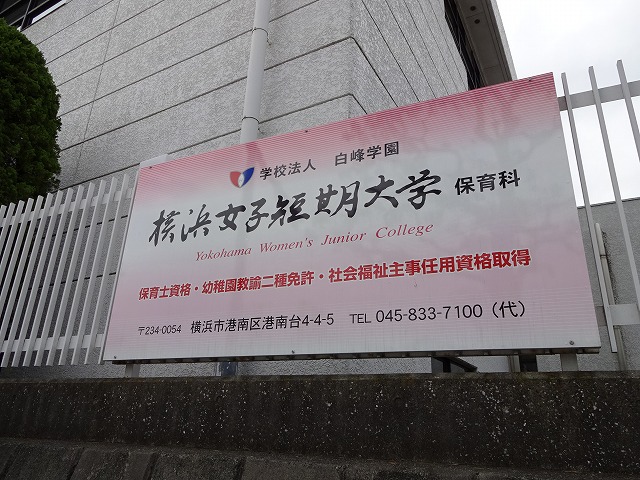 学校法人 白峰学園
横浜女子短期大学 保育科
Yokohama Women's Junior College
保育士資格・幼稚園教諭二種免許・社会福祉主事任用資格取得
〒234-0054 横浜市港南区港南台4-4-5 TEL 045-833-7100（代）